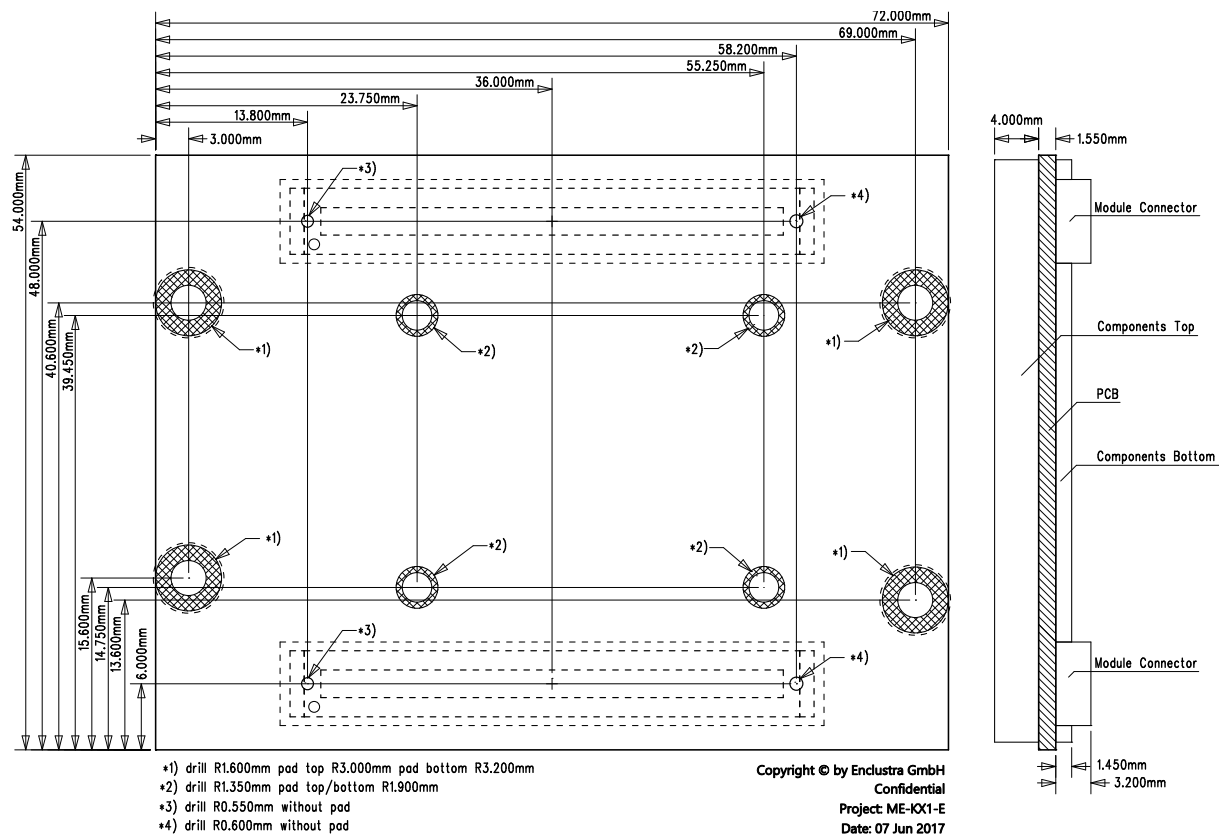 72.000mm
69.000mm
58.200mm
55.250mm
36.000mm
23.750mm
13.800mm
3.000mm
4.000mm
1.550mm
54.000mm
48.000mm
40.600mm
39.450mm
15.600mm
14.750mm
13.600mm
6.000mm
*3)
*4)
*1)
*2)
*2)
*1)
*1)
*2)
*2)
*1)
*3)
*4)
Module Connector
Components Top
PCB
Components Bottom
Module Connector
1.450mm
3.200mm
*1) drill R1.600mm pad top R3.000mm pad bottom R3.200mm
*2) drill R1.350mm pad top/bottom R1.900mm
*3) drill R0.550mm without pad
*4) drill R0.600mm without pad
Copyright © by Enclustra GmbH
Confidential
Project: ME-KX1-E
Date: 07 Jun 2017